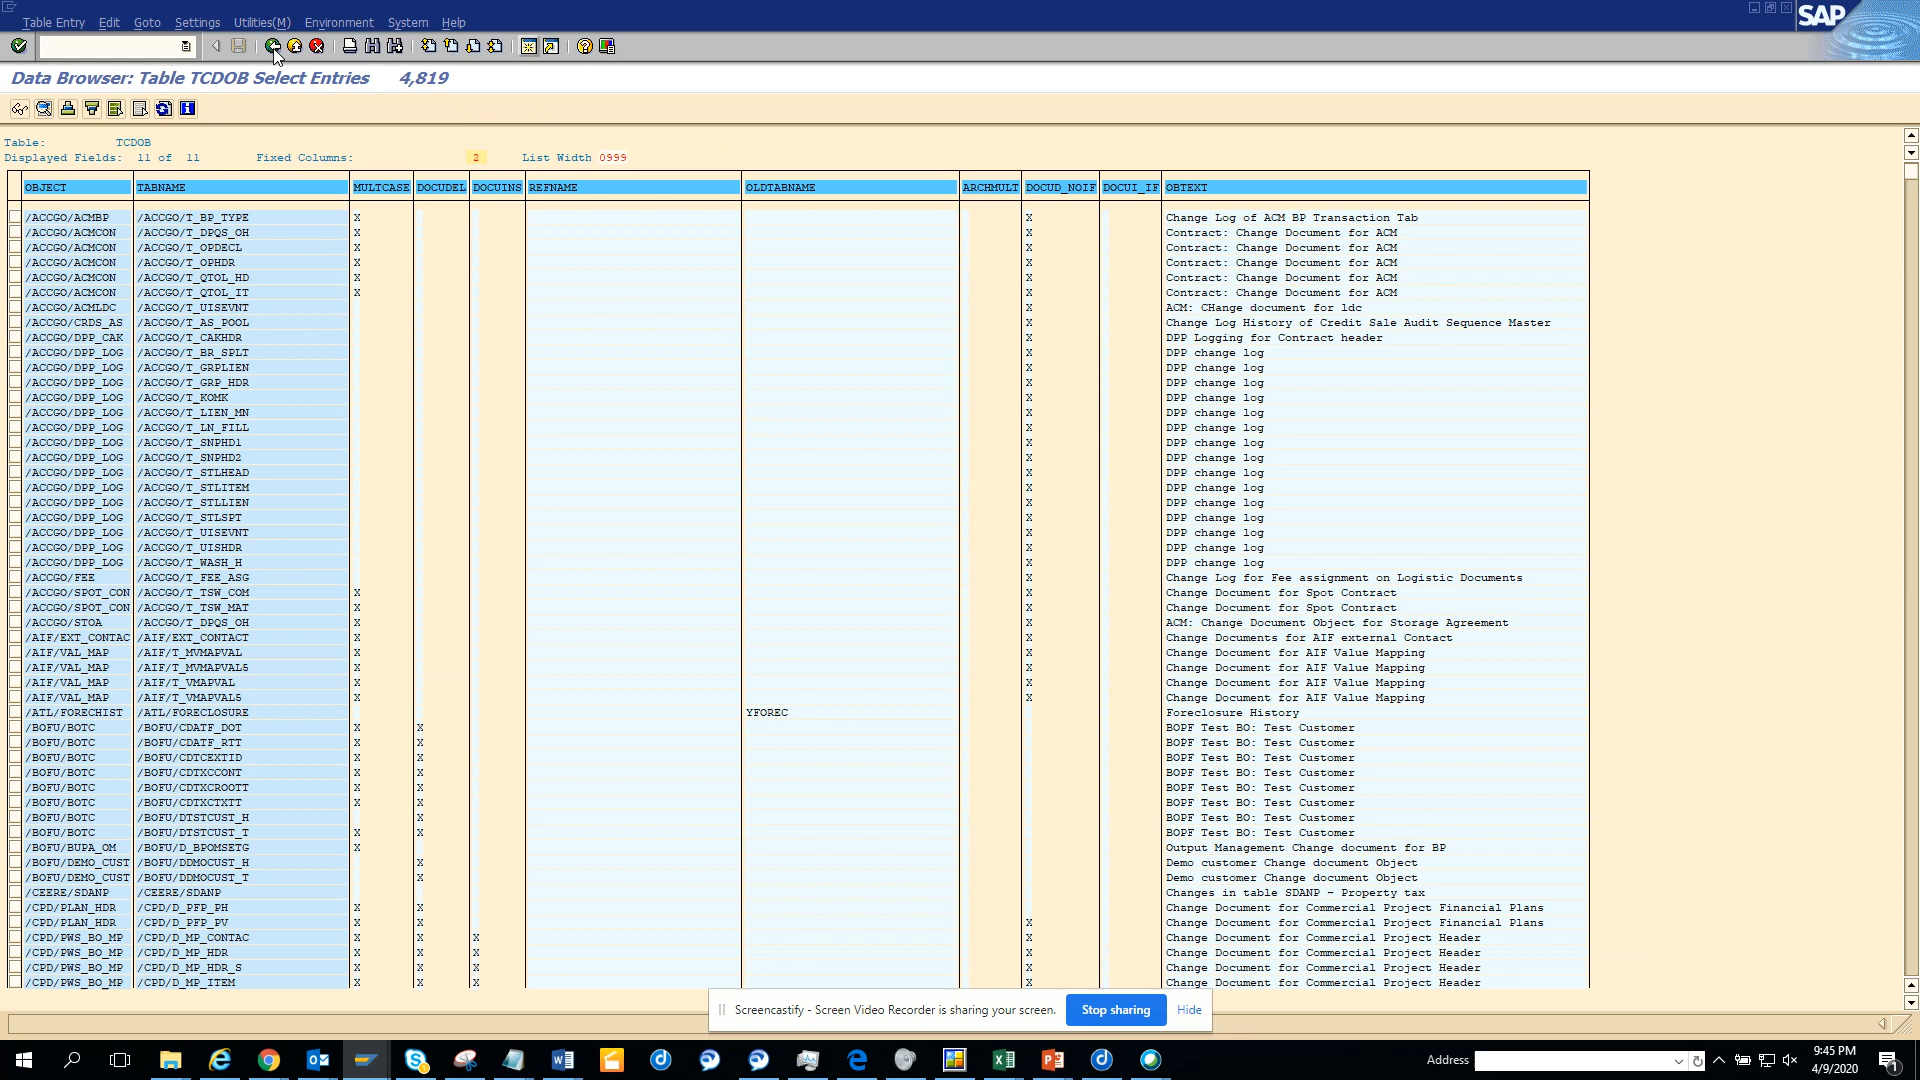 Table Entry Edit Goto Settings Utilities(M) Environment System Help
SAP
Data Browser: Table TCDOB Select Entries 4,819
Table: TCDOB
Displayed Fields: 11 of 11 Fixed Columns: 2 List Width 0999
OBJECT TABNAME MULTCASE DOCUDEL DOCUINS REFNAME OLDTABNAME ARCHMULT DOCUD_NOIF DOCUI_IF OBTEXT
/ACCGO/ACMBP /ACCGO/T_BP_TYPE X X Change Log of ACM BP Transaction Tab
/ACCGO/ACMCON /ACCGO/T_DPQS_OH X X Contract: Change Document for ACM
/ACCGO/ACMCON /ACCGO/T_OPDECL X X Contract: Change Document for ACM
/ACCGO/ACMCON /ACCGO/T_OPHDR X X Contract: Change Document for ACM
/ACCGO/ACMCON /ACCGO/T_QTOL_HD X X Contract: Change Document for ACM
/ACCGO/ACMCON /ACCGO/T_QTOL_IT X X Contract: Change Document for ACM
/ACCGO/ACMLDC /ACCGO/T_UISEVNT X ACM: CHange document for ldc
/ACCGO/CRDS_AS /ACCGO/T_AS_POOL X Change Log History of Credit Sale Audit Sequence Master
/ACCGO/DPP_CAK /ACCGO/T_CAKHDR X DPP Logging for Contract header
/ACCGO/DPP_LOG /ACCGO/T_BR_SPLT X DPP change log
/ACCGO/DPP_LOG /ACCGO/T_GRPLIEN X DPP change log
/ACCGO/DPP_LOG /ACCGO/T_GRP_HDR X DPP change log
/ACCGO/DPP_LOG /ACCGO/T_KOMK X DPP change log
/ACCGO/DPP_LOG /ACCGO/T_LIEN_MN X DPP change log
/ACCGO/DPP_LOG /ACCGO/T_LN_FILL X DPP change log
/ACCGO/DPP_LOG /ACCGO/T_SNPHD1 X DPP change log
/ACCGO/DPP_LOG /ACCGO/T_SNPHD2 X DPP change log
/ACCGO/DPP_LOG /ACCGO/T_STLHEAD X DPP change log
/ACCGO/DPP_LOG /ACCGO/T_STLITEM X DPP change log
/ACCGO/DPP_LOG /ACCGO/T_STLLIEN X DPP change log
/ACCGO/DPP_LOG /ACCGO/T_STLSPT X DPP change log
/ACCGO/DPP_LOG /ACCGO/T_UISEVNT X DPP change log
/ACCGO/DPP_LOG /ACCGO/T_UISHDR X DPP change log
/ACCGO/DPP_LOG /ACCGO/T_WASH_H X DPP change log
/ACCGO/FEE /ACCGO/T_FEE_ASG X Change Log for Fee assignment on Logistic Documents
/ACCGO/SPOT_CON /ACCGO/T_TSW_COM X X Change Document for Spot Contract
/ACCGO/SPOT_CON /ACCGO/T_TSW_MAT X X Change Document for Spot Contract
/ACCGO/STOA /ACCGO/T_DPQS_OH X X ACM: Change Document Object for Storage Agreement
/AIF/EXT_CONTAC /AIF/EXT_CONTACT X X Change Documents for AIF external Contact
/AIF/VAL_MAP /AIF/T_MVMAPVAL X X Change Document for AIF Value Mapping
/AIF/VAL_MAP /AIF/T_MVMAPVAL5 X X Change Document for AIF Value Mapping
/AIF/VAL_MAP /AIF/T_VMAPVAL X X Change Document for AIF Value Mapping
/AIF/VAL_MAP /AIF/T_VMAPVAL5 X X Change Document for AIF Value Mapping
/ATL/FORECHIST /ATL/FORECLOSURE YFOREC Foreclosure History
/BOFU/BOTC /BOFU/CDATF_DOT X X BOPF Test BO: Test Customer
/BOFU/BOTC /BOFU/CDATF_RTT X X BOPF Test BO: Test Customer
/BOFU/BOTC /BOFU/CDTCEXTID X X BOPF Test BO: Test Customer
/BOFU/BOTC /BOFU/CDTXCCONT X X BOPF Test BO: Test Customer
/BOFU/BOTC /BOFU/CDTXCROOTT X X BOPF Test BO: Test Customer
/BOFU/BOTC /BOFU/CDTXCTXTT X X BOPF Test BO: Test Customer
/BOFU/BOTC /BOFU/DTSTCUST_H X BOPF Test BO: Test Customer
/BOFU/BOTC /BOFU/DTSTCUST_T X X BOPF Test BO: Test Customer
/BOFU/BUPA_OM /BOFU/D_BPOMSETG X Output Management Change document for BP
/BOFU/DEMO_CUST /BOFU/DDMOCUST_H X Demo customer Change document Object
/BOFU/DEMO_CUST /BOFU/DDMOCUST_T X Demo customer Change document Object
/CEERE/SDANP /CEERE/SDANP Changes in table SDANP - Property tax
/CPD/PLAN_HDR /CPD/D_PFP_PH X X Change Document for Commercial Project Financial Plans
/CPD/PLAN_HDR /CPD/D_PFP_PV X X X Change Document for Commercial Project Financial Plans
/CPD/PWS_BO_MP /CPD/D_MP_CONTAC X X X X Change Document for Commercial Project Header
/CPD/PWS_BO_MP /CPD/D_MP_HDR X X X X Change Document for Commercial Project Header
/CPD/PWS_BO_MP /CPD/D_MP_HDR_S X X X X Change Document for Commercial Project Header
/CPD/PWS_BO_MP /CPD/D_MP_ITEM X X X X Change Document for Commercial Project Header
Screencastify - Screen Video Recorder is sharing your screen. Stop sharing Hide
Address 9:45 PM
4/9/2020
1